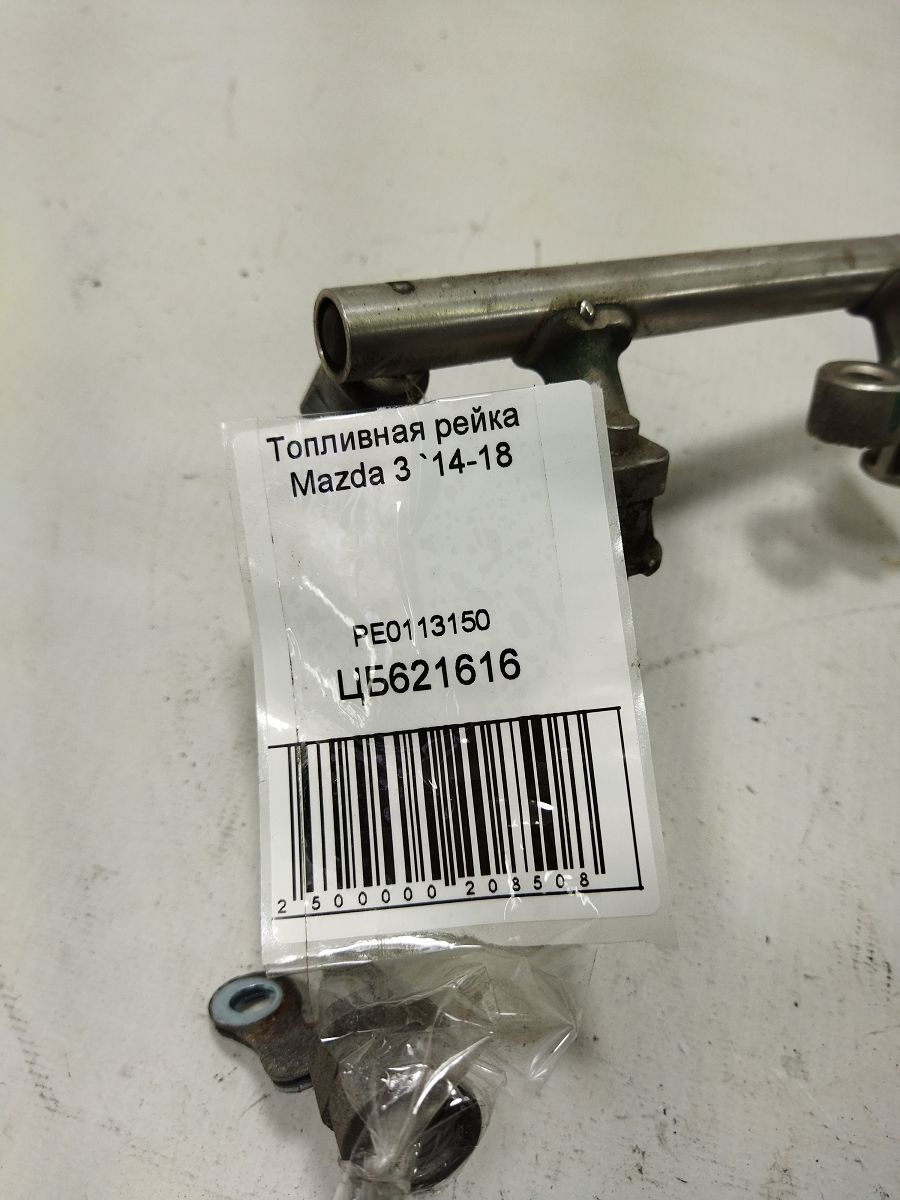 Топливная рейка
Mazda 3 `14-18
PE0113150
ЦБ621616
2 500000 208508